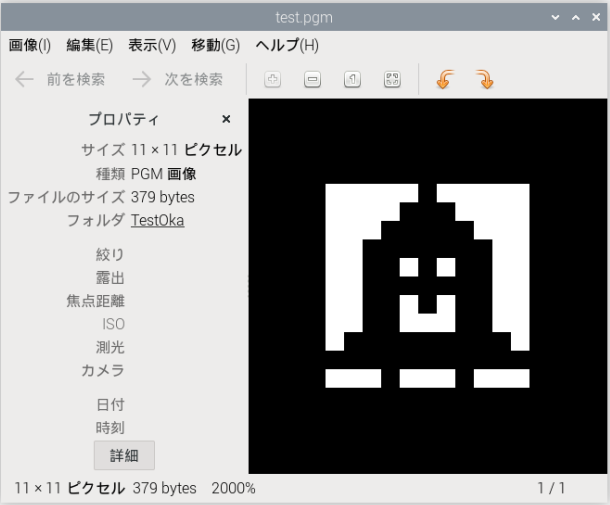 test.pgm
画像(I) 編集(E) 表示(V) 移動(G) ヘルプ(H)
前を検索 次を検索
プロパティ
サイズ 11 × 11 ピクセル
種類 PGM 画像
ファイルのサイズ 379 bytes
フォルダ TestOka
絞り
露出
焦点距離
ISO
測光
カメラ
日付
時刻
詳細
11 × 11 ピクセル 379 bytes 2000% 1 / 1